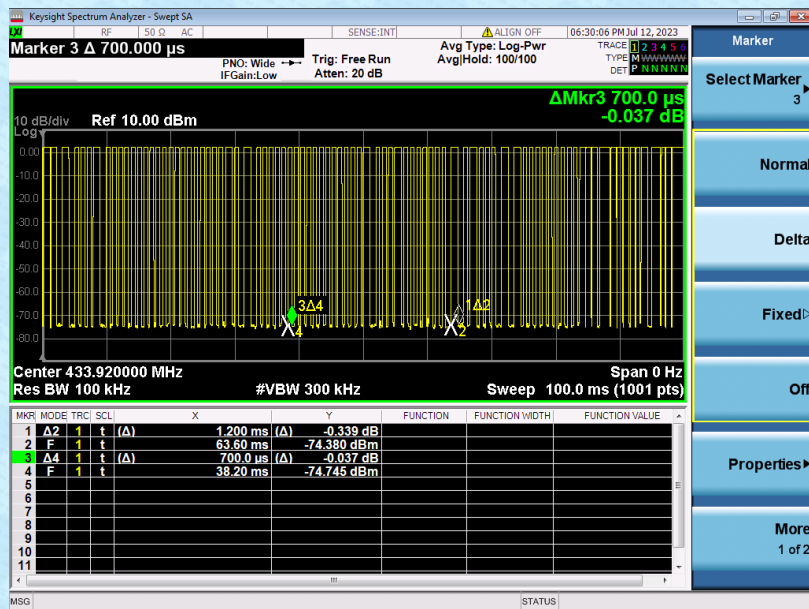 Keysight Spectrum Analyzer - Swept SA
LXI RF 50 Ω AC SENSE:INT ALIGN OFF 06:30:06 PM Jul 12, 2023
Marker 3 Δ 700.000 µs
PNO: Wide
IFGain:Low
Trig: Free Run
Atten: 20 dB
Avg Type: Log-Pwr
Avg|Hold: 100/100
TRACE 1 2 3 4 5 6
TYPE M W W W W W
DET P N N N N N
ΔMkr3 700.0 µs
-0.037 dB
10 dB/div Ref 10.00 dBm
Log
0.00
-10.0
-20.0
-30.0
-40.0
-50.0
-60.0
-70.0
-80.0
3Δ4
4
1Δ2
2
Center 433.920000 MHz Span 0 Hz
Res BW 100 kHz #VBW 300 kHz Sweep 100.0 ms (1001 pts)
MKR MODE TRC SCL X Y FUNCTION FUNCTION WIDTH FUNCTION VALUE
1 Δ2 1 t (Δ) 1.200 ms (Δ) -0.339 dB
2 F 1 t 63.60 ms -74.380 dBm
3 Δ4 1 t (Δ) 700.0 µs (Δ) -0.037 dB
4 F 1 t 38.20 ms -74.745 dBm
5
6
7
8
9
10
11
MSG STATUS
Marker
Select Marker
3
Normal
Delta
Fixed
Off
Properties
More
1 of 2